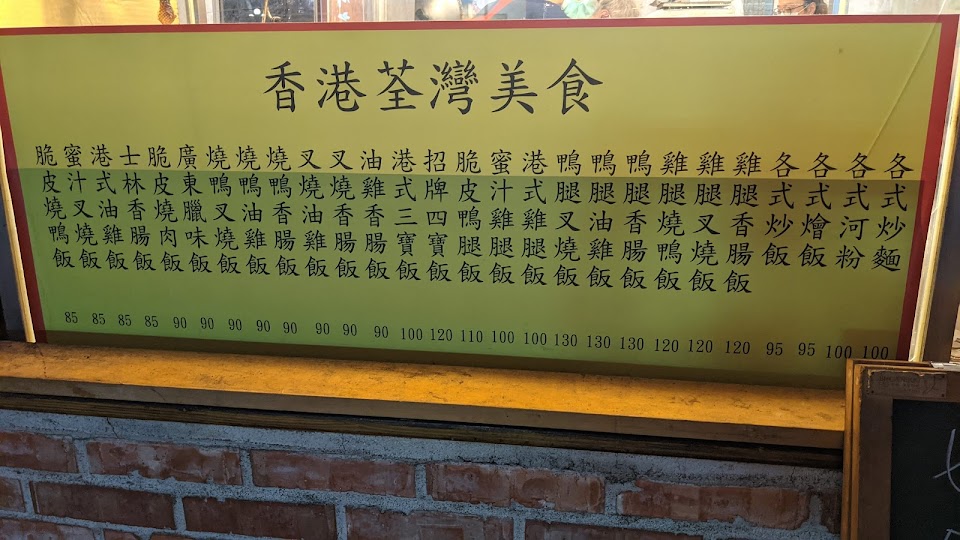 香港荃灣美食
脆皮燒鴨飯 85
蜜汁叉燒飯 85
港式油雞飯 85
士林香腸飯 85
脆皮燒肉飯 90
廣東臘味飯 90
燒鴨叉燒飯 90
燒鴨油雞飯 90
燒鴨香腸飯 90
叉燒油雞飯 90
叉燒香腸飯 90
油雞香腸飯 90
港式三寶飯 100
招牌四寶飯 120
脆皮鴨腿飯 110
蜜汁雞腿飯 100
港式雞腿飯 100
鴨腿叉燒飯 130
鴨腿油雞飯 130
鴨腿香腸飯 130
雞腿燒鴨飯 120
雞腿叉燒飯 120
雞腿香腸飯 120
各式炒飯 95
各式燴飯 95
各式河粉 100
各式炒麵 100